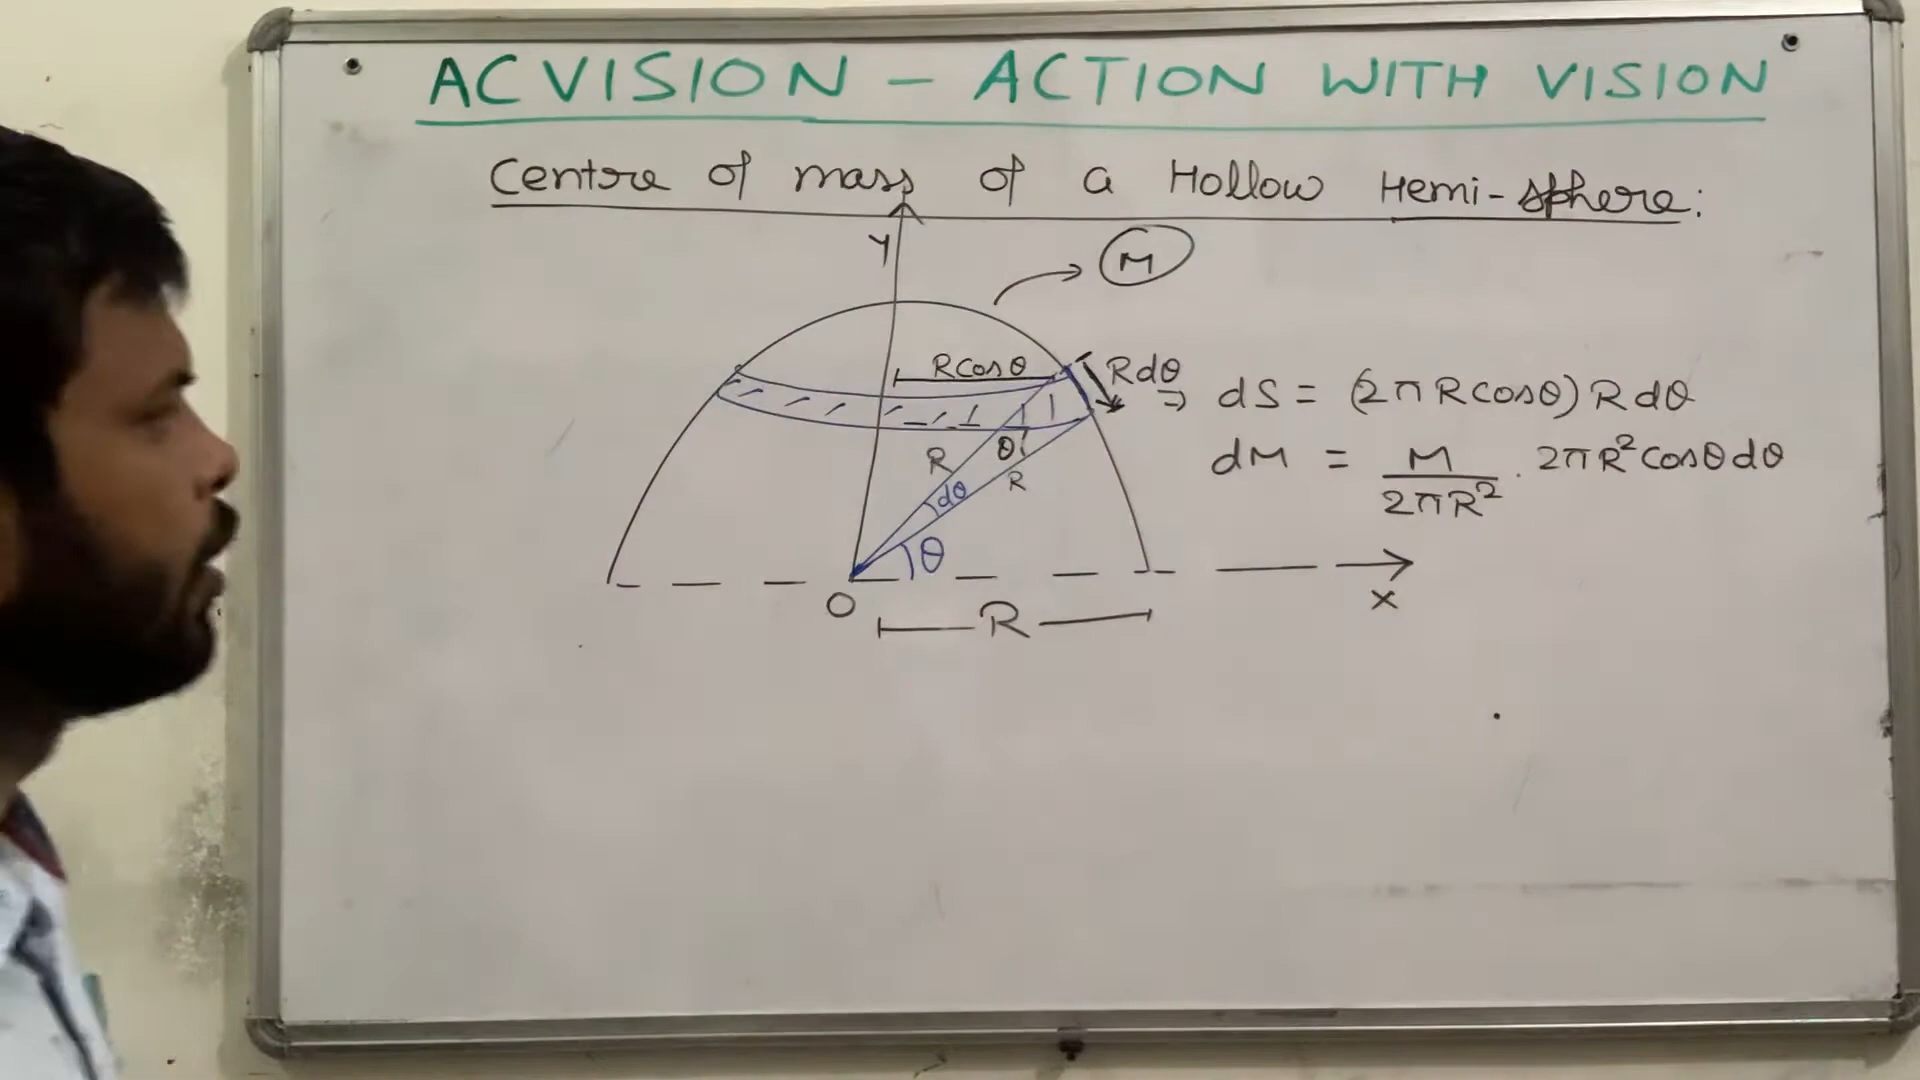 ACVISION – ACTION WITH VISION
Centre of mass of a Hollow Hemi-sphere:
Y
M
Rcosθ
Rdθ
⇒ dS = (2πRcosθ)Rdθ
R
θ
R
dM = M/2πR² . 2πR²cosθdθ
dθ
θ
O
R
x